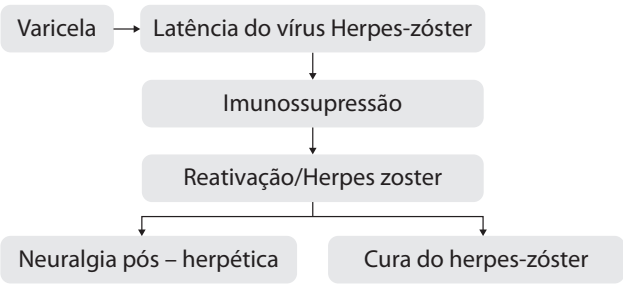 Varicela
Latência do vírus Herpes-zóster
Imunossupressão
Reativação/Herpes zoster
Neuralgia pós – herpética
Cura do herpes-zóster